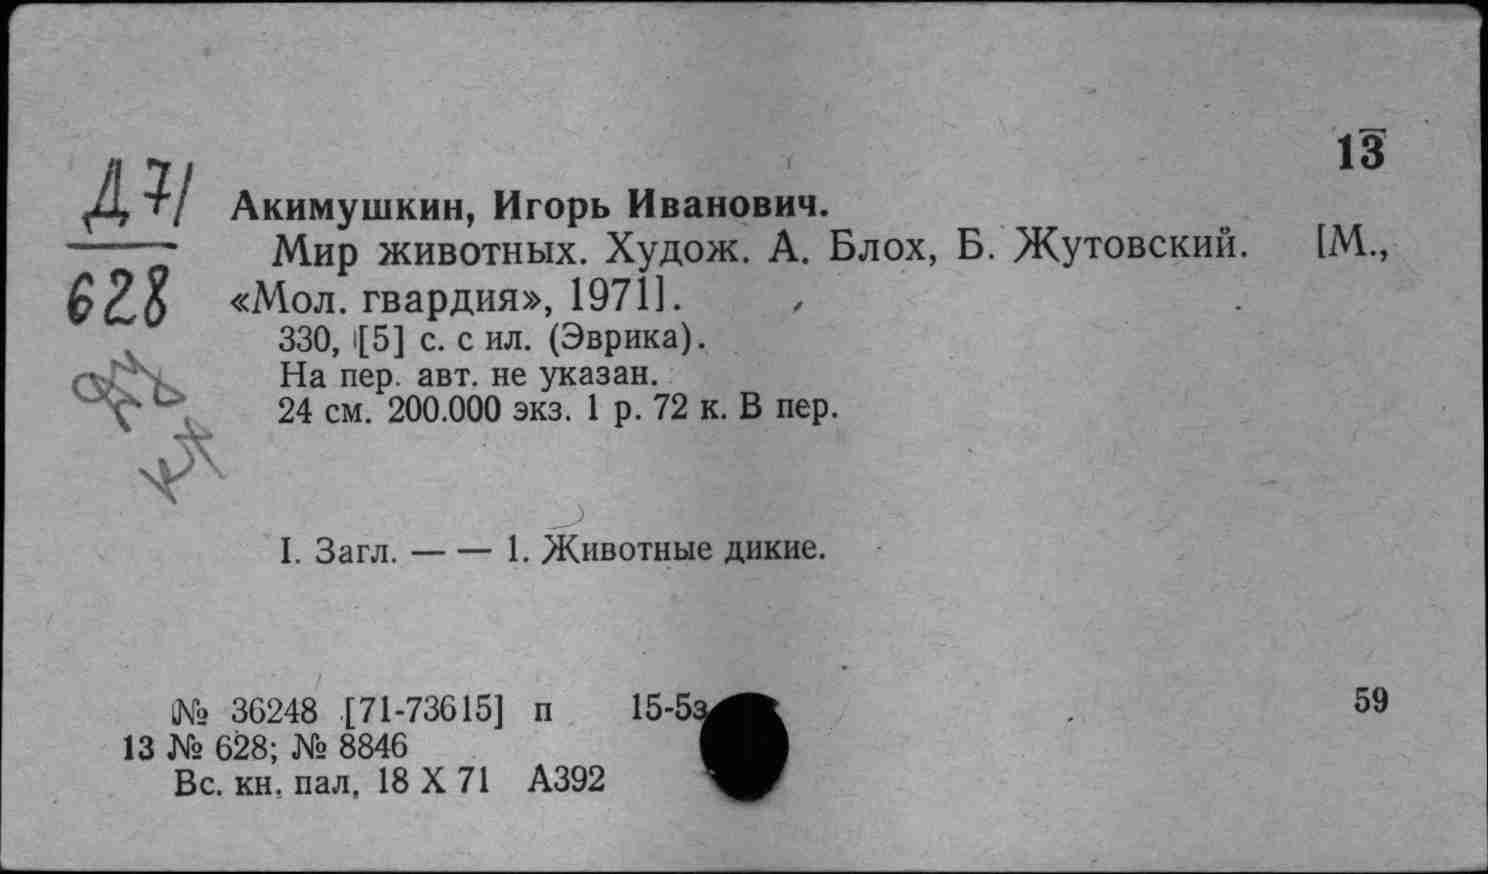 13
Д71
628
Акимушкин, Игорь Иванович.
Мир животных. Худож. А. Блох, Б. Жутовский. [М.,
«Мол. гвардия», 1971].
330, [5] с. с ил. (Эврика).
На пер. авт. не указан.
24 см. 200.000 экз. 1 р. 72 к. В пер.
I. Загл. — — 1. Животные дикие.
№ 36248 [71-73615] п 15-5з 59
13 № 628; № 8846
Вс. кн. пал. 18 X 71 А392